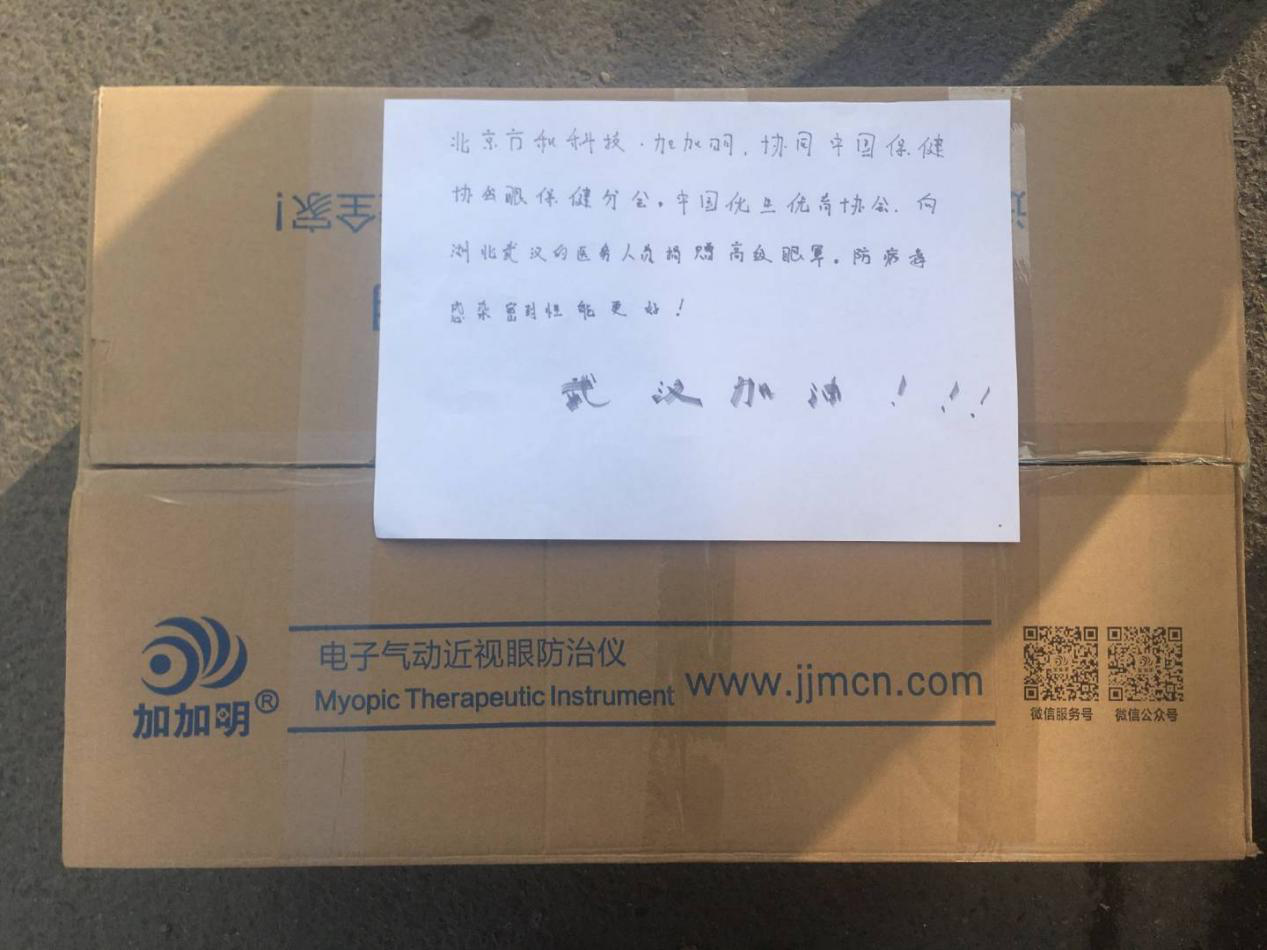 北京方和科技·加加明，协同中国保健
协会眼保健分会。中国优生优育协会．向
湖北武汉的医务人员捐赠高级眼罩。防病毒
感染密封性能更好！
武汉加油！！！
全家！
加加明®
电子气动近视眼防治仪
Myopic Therapeutic Instrument
www.jjmcn.com
微信服务号
微信公众号